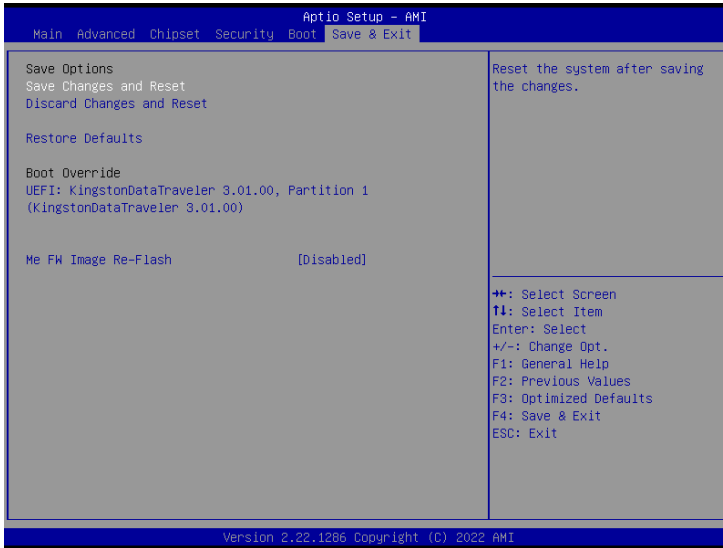 Aptio Setup – AMI
Main Advanced Chipset Security Boot Save & Exit
Save Options
Save Changes and Reset
Discard Changes and Reset
Restore Defaults
Boot Override
UEFI: KingstonDataTraveler 3.01.00, Partition 1
(KingstonDataTraveler 3.01.00)
Me FW Image Re-Flash [Disabled]
Reset the system after saving
the changes.
→←: Select Screen
↑↓: Select Item
Enter: Select
+/-: Change Opt.
F1: General Help
F2: Previous Values
F3: Optimized Defaults
F4: Save & Exit
ESC: Exit
Version 2.22.1286 Copyright (C) 2022 AMI